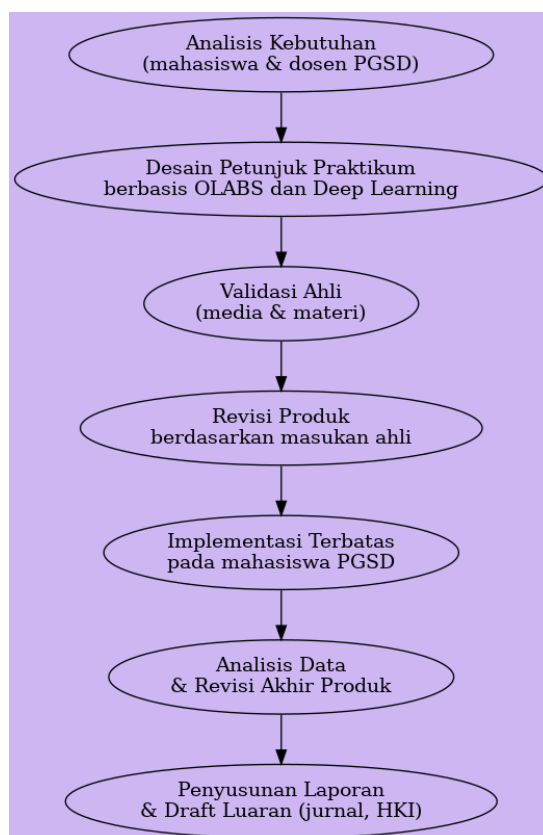 Analisis Kebutuhan
(mahasiswa & dosen PGSD)
Desain Petunjuk Praktikum
berbasis OLABS dan Deep Learning
Validasi Ahli
(media & materi)
Revisi Produk
berdasarkan masukan ahli
Implementasi Terbatas
pada mahasiswa PGSD
Analisis Data
& Revisi Akhir Produk
Penyusunan Laporan
& Draft Luaran (jurnal, HKI)